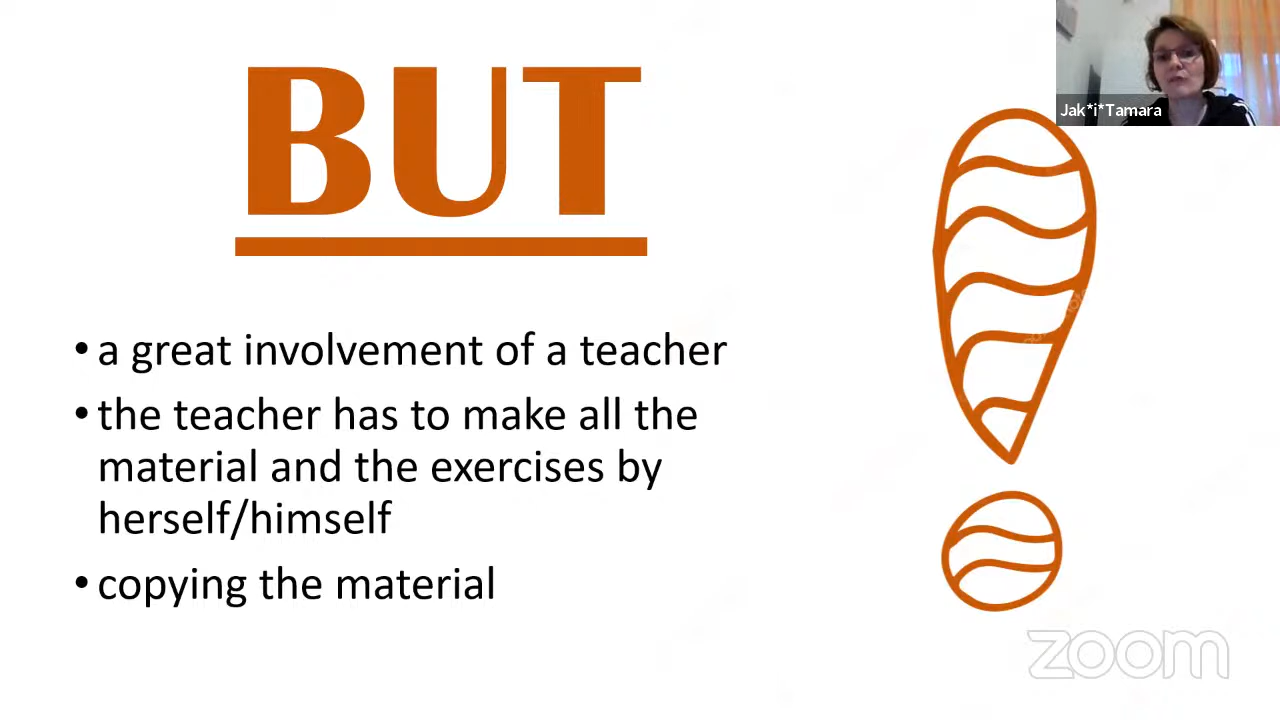 BUT
Jak*i*Tamara
• a great involvement of a teacher
• the teacher has to make all the
material and the exercises by
herself/himself
• copying the material
zoom